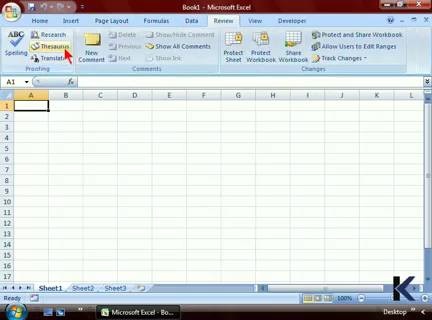 Book1 - Microsoft Excel
Home Insert Page Layout Formulas Data Review View Developer
ABC
Spelling
Research
Thesaurus
Translate
Proofing
New Comment
Delete
Previous
Next
Show/Hide Comment
Show All Comments
Show Ink
Comments
Protect Sheet
Protect Workbook
Share Workbook
Protect and Share Workbook
Allow Users to Edit Ranges
Track Changes
Changes
A1 fx
A B C D E F G H I J K L
1
2
3
4
5
6
7
8
9
10
11
12
13
14
15
16
17
Sheet1 Sheet2 Sheet3
Ready 100%
K
Microsoft Excel - Bo... Desktop